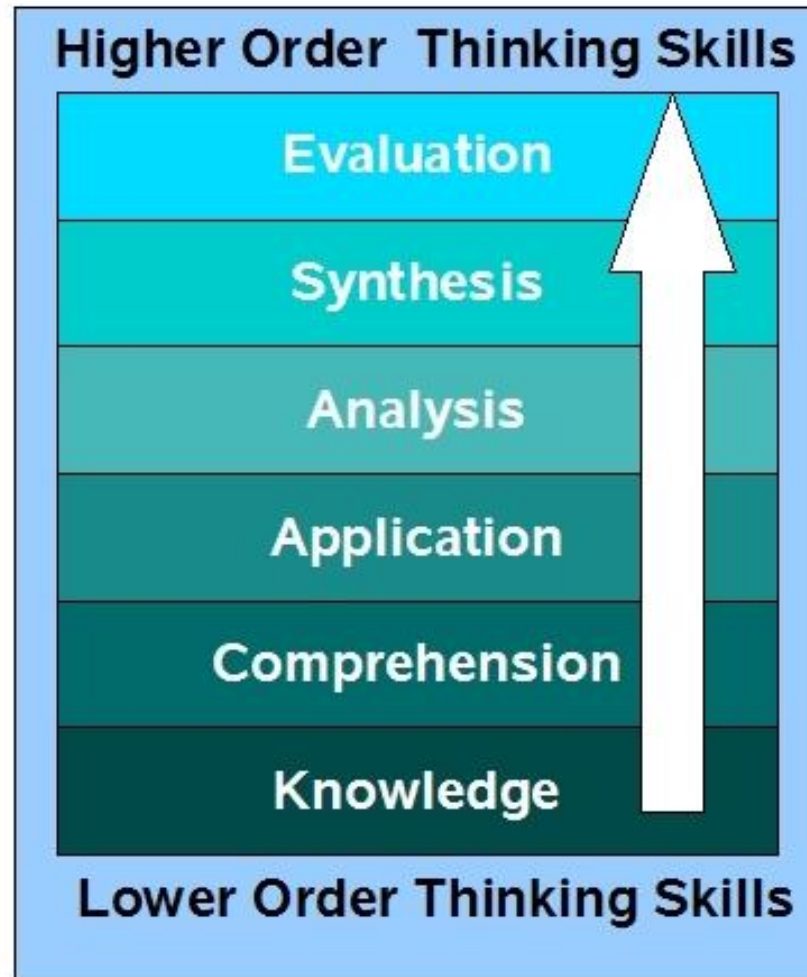 Higher Order Thinking Skills
Evaluation
Synthesis
Analysis
Application
Comprehension
Knowledge
Lower Order Thinking Skills